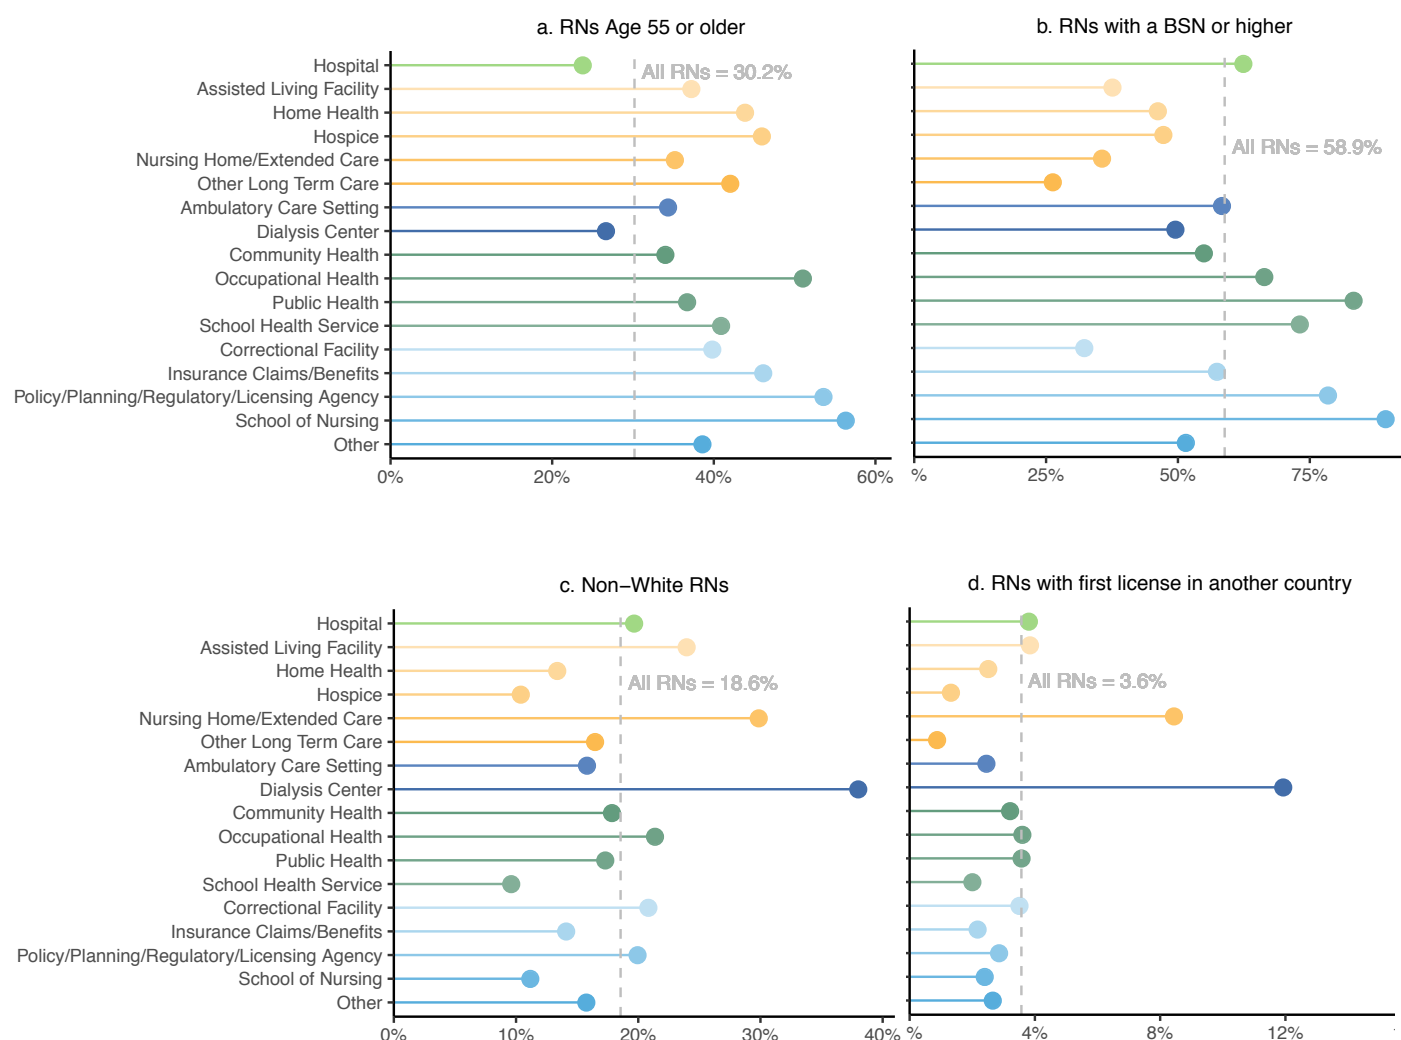 a. RNs Age 55 or older
Hospital
Assisted Living Facility
Home Health
Hospice
Nursing Home/Extended Care
Other Long Term Care
Ambulatory Care Setting
Dialysis Center
Community Health
Occupational Health
Public Health
School Health Service
Correctional Facility
Insurance Claims/Benefits
Policy/Planning/Regulatory/Licensing Agency
School of Nursing
Other
All RNs = 30.2%
0% 20% 40% 60%
b. RNs with a BSN or higher
All RNs = 58.9%
% 25% 50% 75%
c. Non−White RNs
Hospital
Assisted Living Facility
Home Health
Hospice
Nursing Home/Extended Care
Other Long Term Care
Ambulatory Care Setting
Dialysis Center
Community Health
Occupational Health
Public Health
School Health Service
Correctional Facility
Insurance Claims/Benefits
Policy/Planning/Regulatory/Licensing Agency
School of Nursing
Other
All RNs = 18.6%
0% 10% 20% 30% 40%
d. RNs with first license in another country
All RNs = 3.6%
% 4% 8% 12%